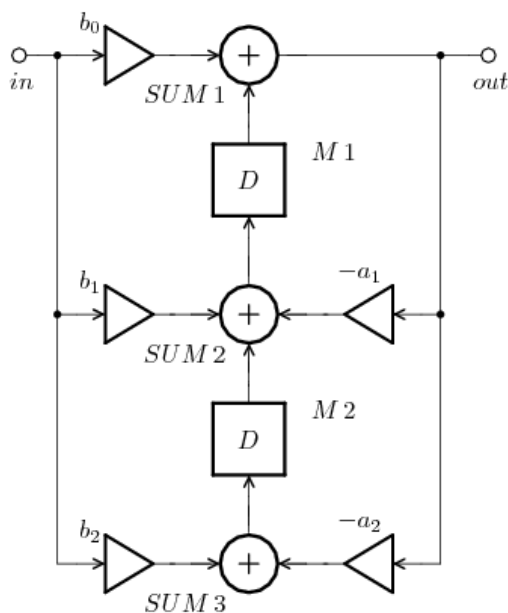 b₀
in
+
out
SUM 1
M 1
D
b₁
+
−a₁
SUM 2
M 2
D
b₂
+
−a₂
SUM 3